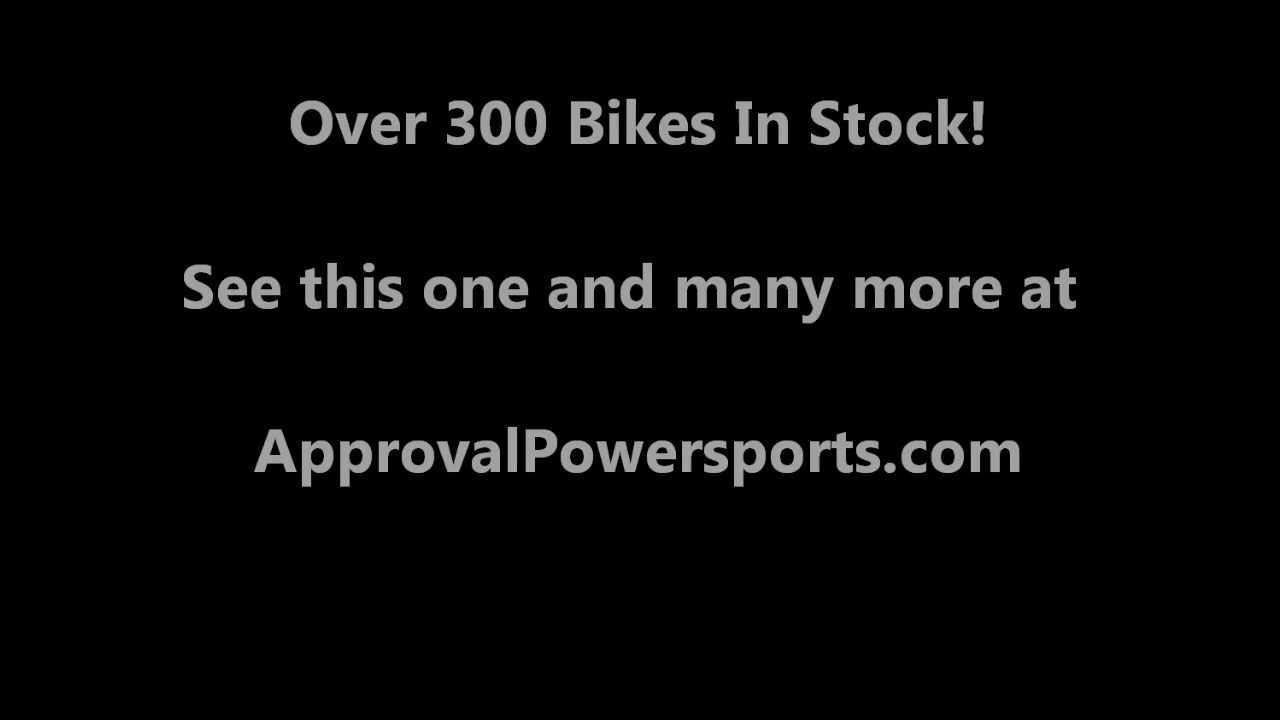 Over 300 Bikes In Stock!
See this one and many more at
ApprovalPowersports.com